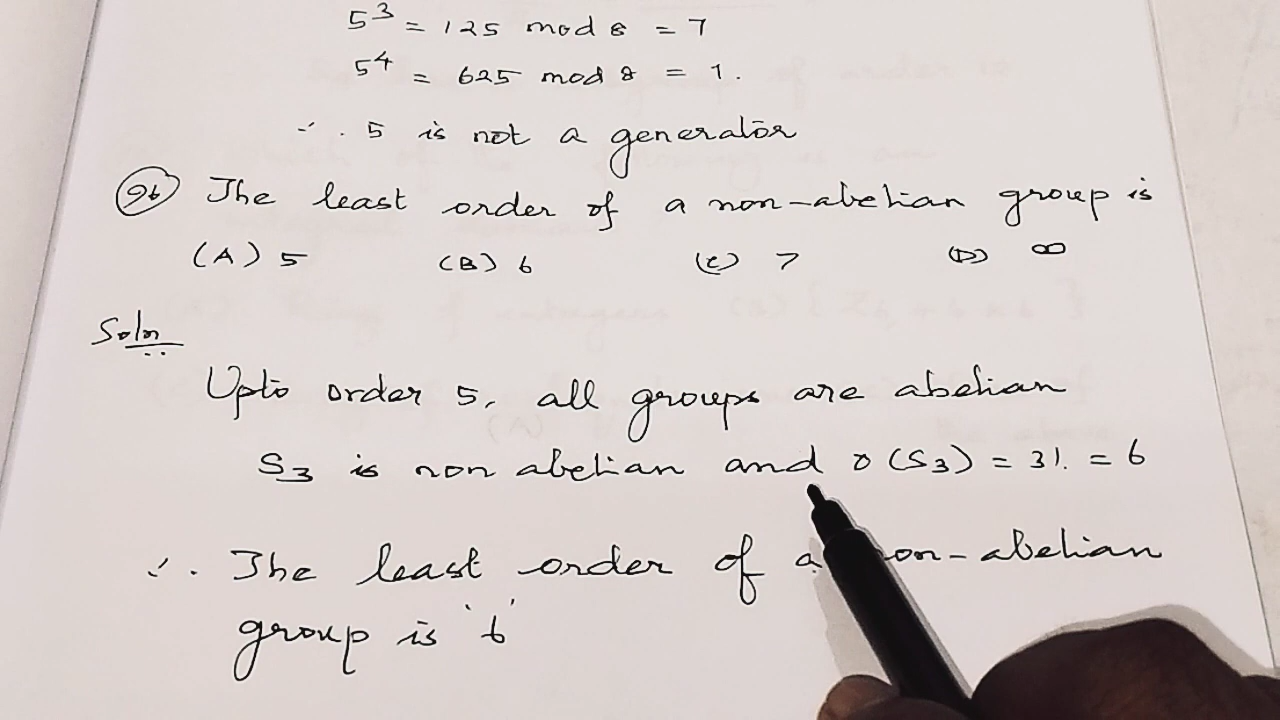 5³ = 125 mod 8 = 7
5⁴ = 625 mod 8 = 1.
∴ 5 is not a generator
26 The least order of a non-abelian group is
(A) 5 (B) 6 (C) 7 (D) ∞
Soln
Upto order 5, all groups are abelian
S₃ is non abelian and o(S₃) = 3! = 6
∴ The least order of a non-abelian
group is '6'